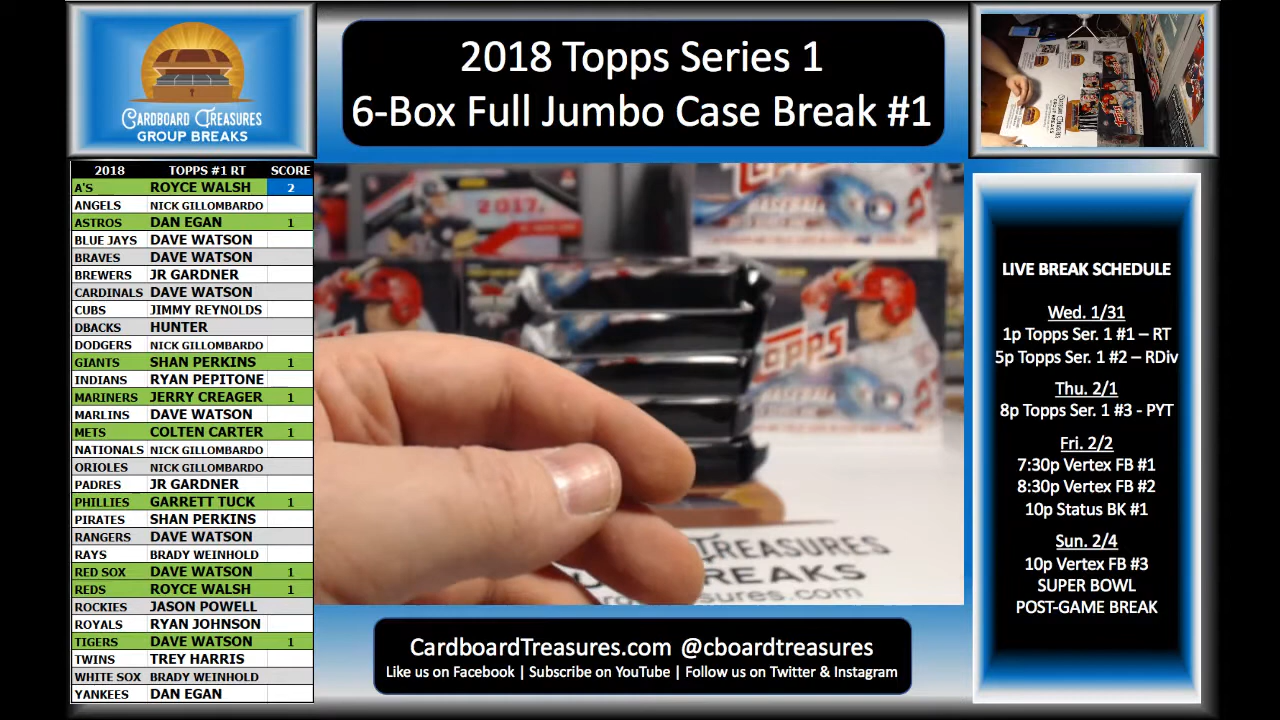 CARDBOARD TREASURES
GROUP BREAKS
2018 Topps Series 1
6-Box Full Jumbo Case Break #1
2018 TOPPS #1 RT SCORE
A'S ROYCE WALSH 2
ANGELS NICK GILLOMBARDO
ASTROS DAN EGAN 1
BLUE JAYS DAVE WATSON
BRAVES DAVE WATSON
BREWERS JR GARDNER
CARDINALS DAVE WATSON
CUBS JIMMY REYNOLDS
DBACKS HUNTER
DODGERS NICK GILLOMBARDO
GIANTS SHAN PERKINS 1
INDIANS RYAN PEPITONE
MARINERS JERRY CREAGER 1
MARLINS DAVE WATSON
METS COLTEN CARTER 1
NATIONALS NICK GILLOMBARDO
ORIOLES NICK GILLOMBARDO
PADRES JR GARDNER
PHILLIES GARRETT TUCK 1
PIRATES SHAN PERKINS
RANGERS DAVE WATSON
RAYS BRADY WEINHOLD
RED SOX DAVE WATSON 1
REDS ROYCE WALSH 1
ROCKIES JASON POWELL
ROYALS RYAN JOHNSON
TIGERS DAVE WATSON 1
TWINS TREY HARRIS
WHITE SOX BRADY WEINHOLD
YANKEES DAN EGAN
2017
TOPPS
TOPPS
TREASURES
BREAKS
LIVE BREAK SCHEDULE
Wed. 1/31
1p Topps Ser. 1 #1 – RT
5p Topps Ser. 1 #2 – RDiv
Thu. 2/1
8p Topps Ser. 1 #3 - PYT
Fri. 2/2
7:30p Vertex FB #1
8:30p Vertex FB #2
10p Status BK #1
Sun. 2/4
10p Vertex FB #3
SUPER BOWL
POST-GAME BREAK
CardboardTreasures.com @cboardtreasures
Like us on Facebook | Subscribe on YouTube | Follow us on Twitter & Instagram